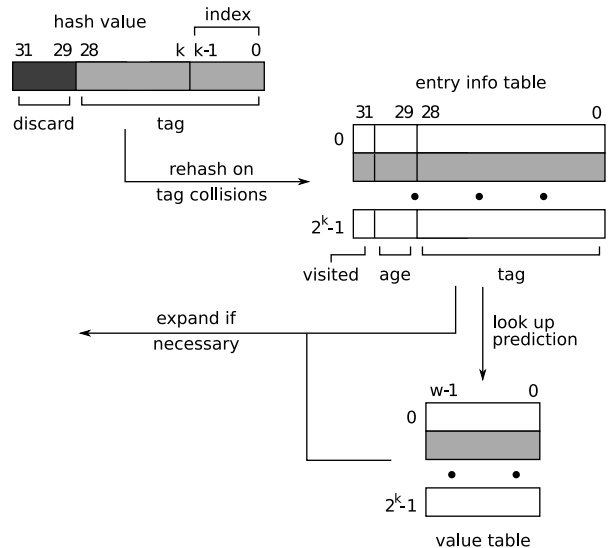 hash value
index
31 29 28 k k-1 0
discard tag
rehash on
tag collisions
entry info table
31 29 28 0
0
2^k-1
visited age tag
expand if
necessary
look up
prediction
w-1 0
0
2^k-1
value table